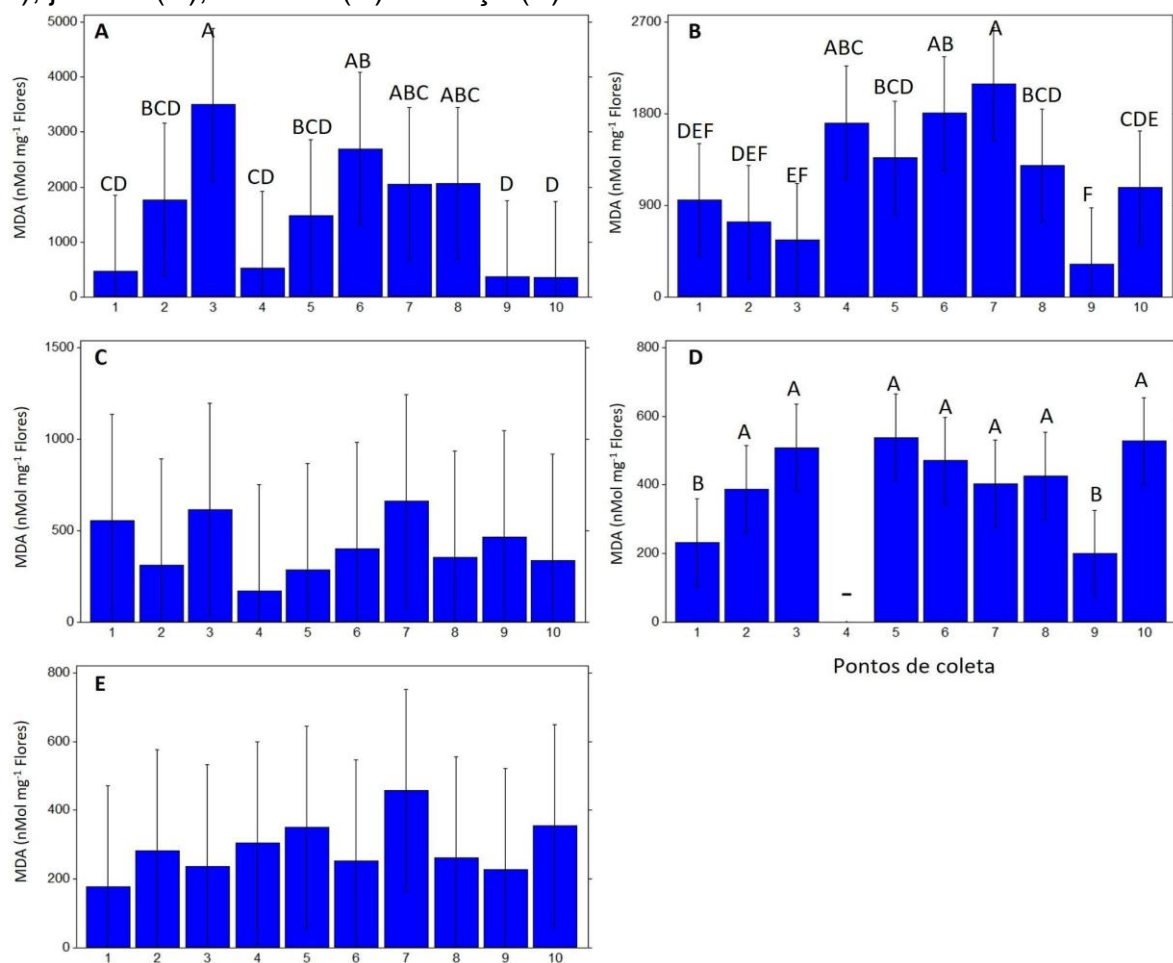 A
MDA (nMol mg-1 Flores)
5000
4000
3000
2000
1000
0
CD BCD A CD BCD AB ABC ABC D D
1 2 3 4 5 6 7 8 9 10
B
MDA (nMol mg-1 Flores)
2700
1800
900
0
DEF DEF EF ABC BCD AB A BCD F CDE
1 2 3 4 5 6 7 8 9 10
C
MDA (nMol mg-1 Flores)
1500
1000
500
0
1 2 3 4 5 6 7 8 9 10
D
MDA (nMol mg-1 Flores)
800
600
400
200
0
B A A - A A A A B A
1 2 3 4 5 6 7 8 9 10
Pontos de coleta
E
MDA (nMol mg-1 Flores)
800
600
400
200
0
1 2 3 4 5 6 7 8 9 10